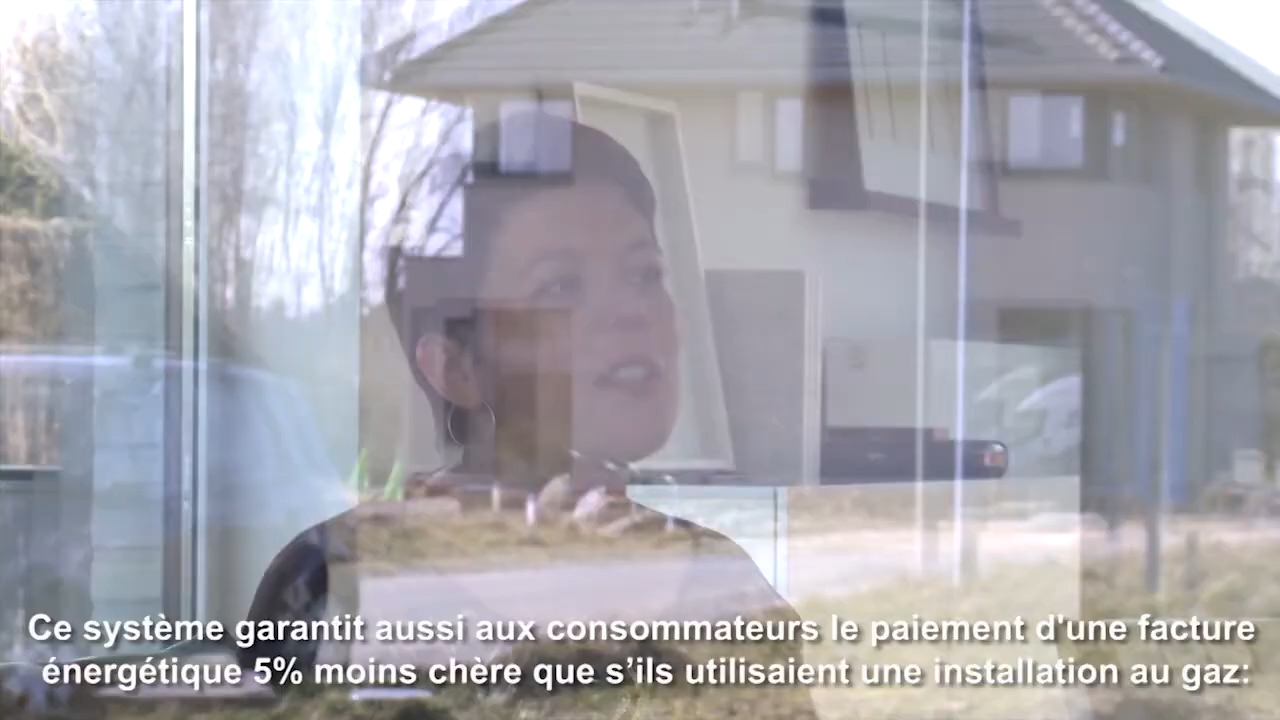 Ce système garantit aussi aux consommateurs le paiement d'une facture
énergétique 5% moins chère que s’ils utilisaient une installation au gaz: